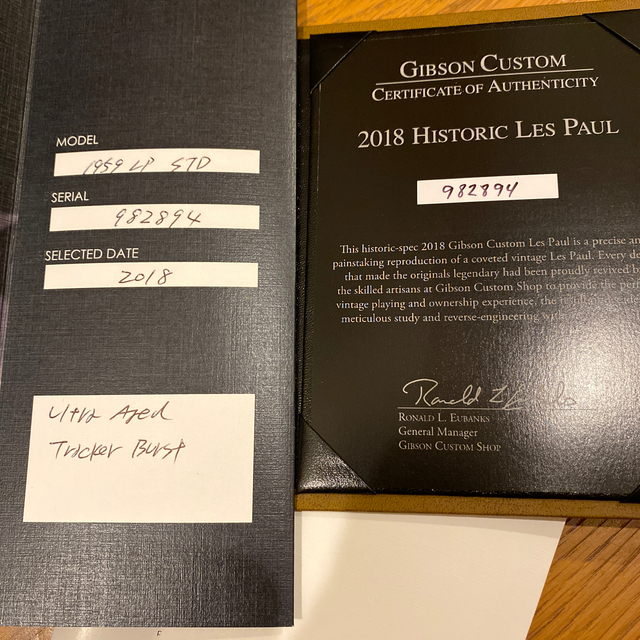 MODEL
1959 LP STD
SERIAL
982894
SELECTED DATE
2018
Ultra Aged
Tricker Burst
GIBSON CUSTOM
CERTIFICATE OF AUTHENTICITY
2018 HISTORIC LES PAUL
982894
This historic-spec 2018 Gibson Custom Les Paul is a precise
painstaking reproduction of a coveted vintage Les Paul. Every
that made the originals legendary had been proudly revived
the skilled artisans at Gibson Custom Shop to provide the
vintage playing and ownership experience, the
meticulous study and reverse-engineering
Ronald L. Eubanks
RONALD L. EUBANKS
General Manager
GIBSON CUSTOM SHOP